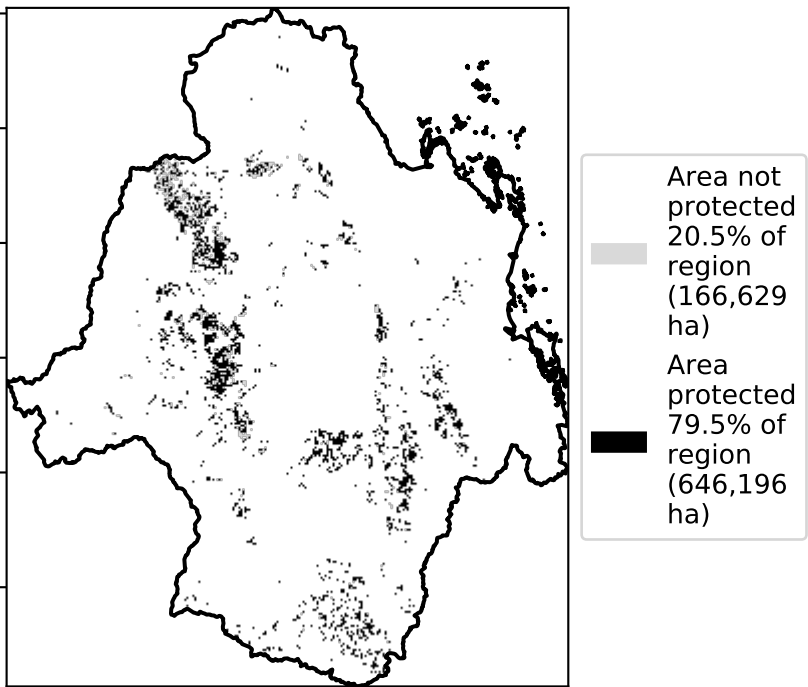 Area not
protected
20.5% of
region
(166,629
ha)
Area
protected
79.5% of
region
(646,196
ha)